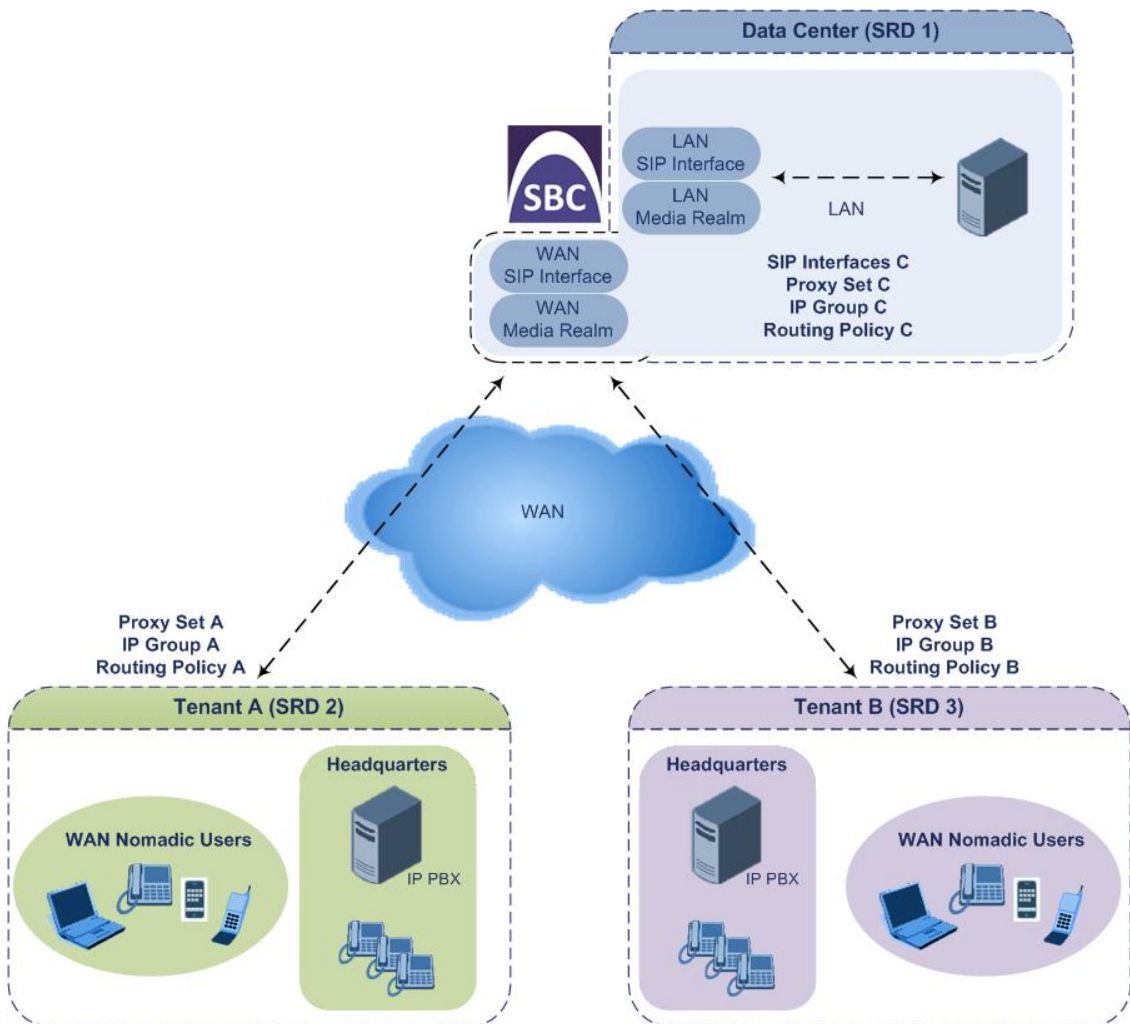 Data Center (SRD 1)
SBC
LAN
SIP Interface
LAN
Media Realm
LAN
WAN
SIP Interface
WAN
Media Realm
SIP Interfaces C
Proxy Set C
IP Group C
Routing Policy C
WAN
Proxy Set A
IP Group A
Routing Policy A
Proxy Set B
IP Group B
Routing Policy B
Tenant A (SRD 2)
WAN Nomadic Users
Headquarters
IP PBX
Tenant B (SRD 3)
Headquarters
IP PBX
WAN Nomadic Users